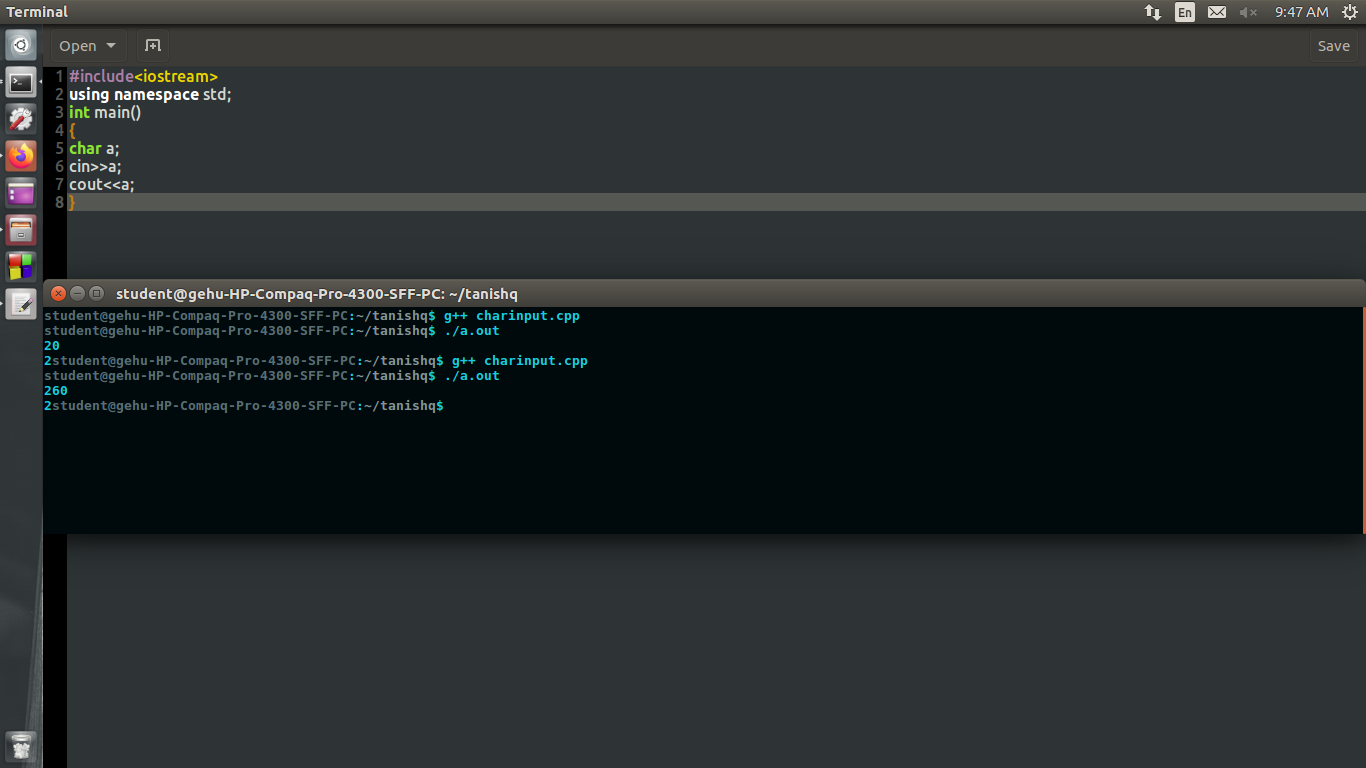 Terminal
En
9:47 AM
Open
Save
1 #include<iostream>
2 using namespace std;
3 int main()
4 {
5 char a;
6 cin>>a;
7 cout<<a;
8 }
student@gehu-HP-Compaq-Pro-4300-SFF-PC: ~/tanishq
student@gehu-HP-Compaq-Pro-4300-SFF-PC:~/tanishq$ g++ charinput.cpp
student@gehu-HP-Compaq-Pro-4300-SFF-PC:~/tanishq$ ./a.out
20
2student@gehu-HP-Compaq-Pro-4300-SFF-PC:~/tanishq$ g++ charinput.cpp
student@gehu-HP-Compaq-Pro-4300-SFF-PC:~/tanishq$ ./a.out
260
2student@gehu-HP-Compaq-Pro-4300-SFF-PC:~/tanishq$